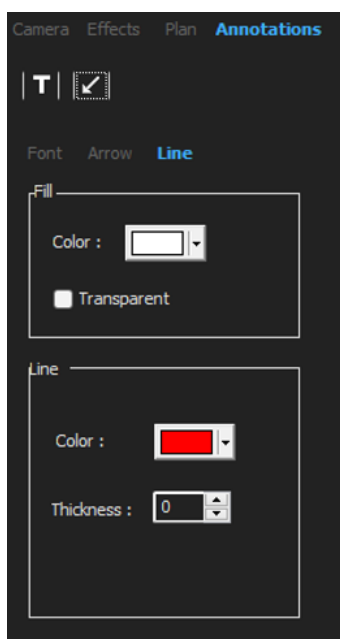 Camera Effects Plan Annotations
T
Font Arrow Line
Fill
Color :
Transparent
Line
Color :
Thickness : 0